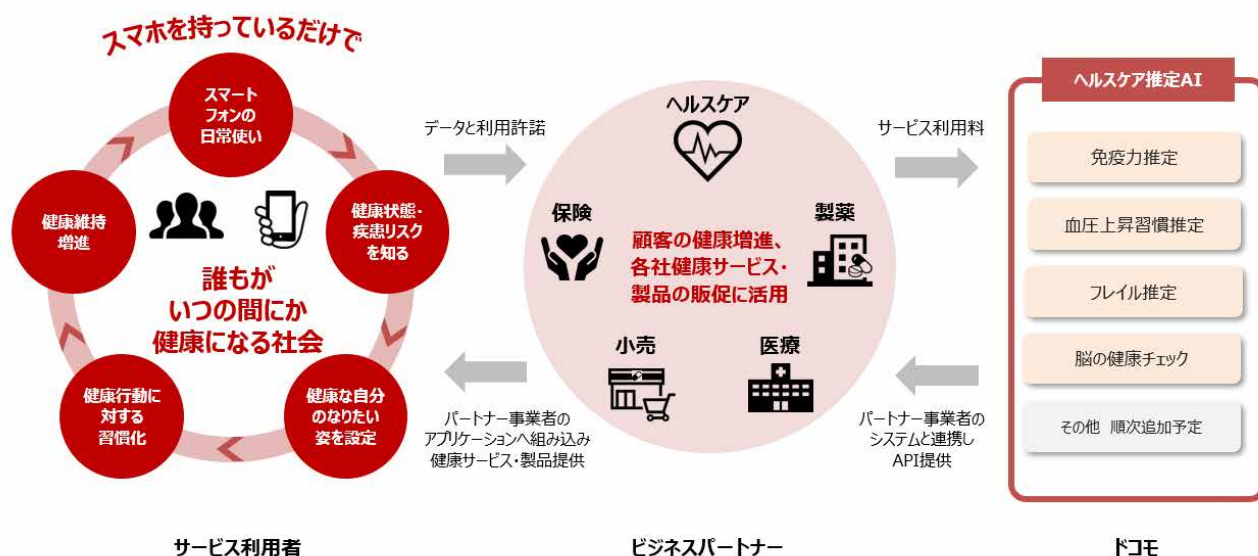 スマホを持っているだけで
スマート
フォンの
日常使い
健康状態・
疾患リスク
を知る
健康な自分
のなりたい
姿を設定
健康行動に
対する
習慣化
健康維持
増進
誰もが
いつの間にか
健康になる社会
サービス利用者
データと利用許諾
パートナー事業者の
アプリケーションへ組み込み
健康サービス・製品提供
ヘルスケア
保険
製薬
顧客の健康増進、
各社健康サービス・
製品の販促に活用
小売
医療
ビジネスパートナー
サービス利用料
パートナー事業者の
システムと連携し
API提供
ヘルスケア推定AI
免疫力推定
血圧上昇習慣推定
フレイル推定
脳の健康チェック
その他 順次追加予定
ドコモ